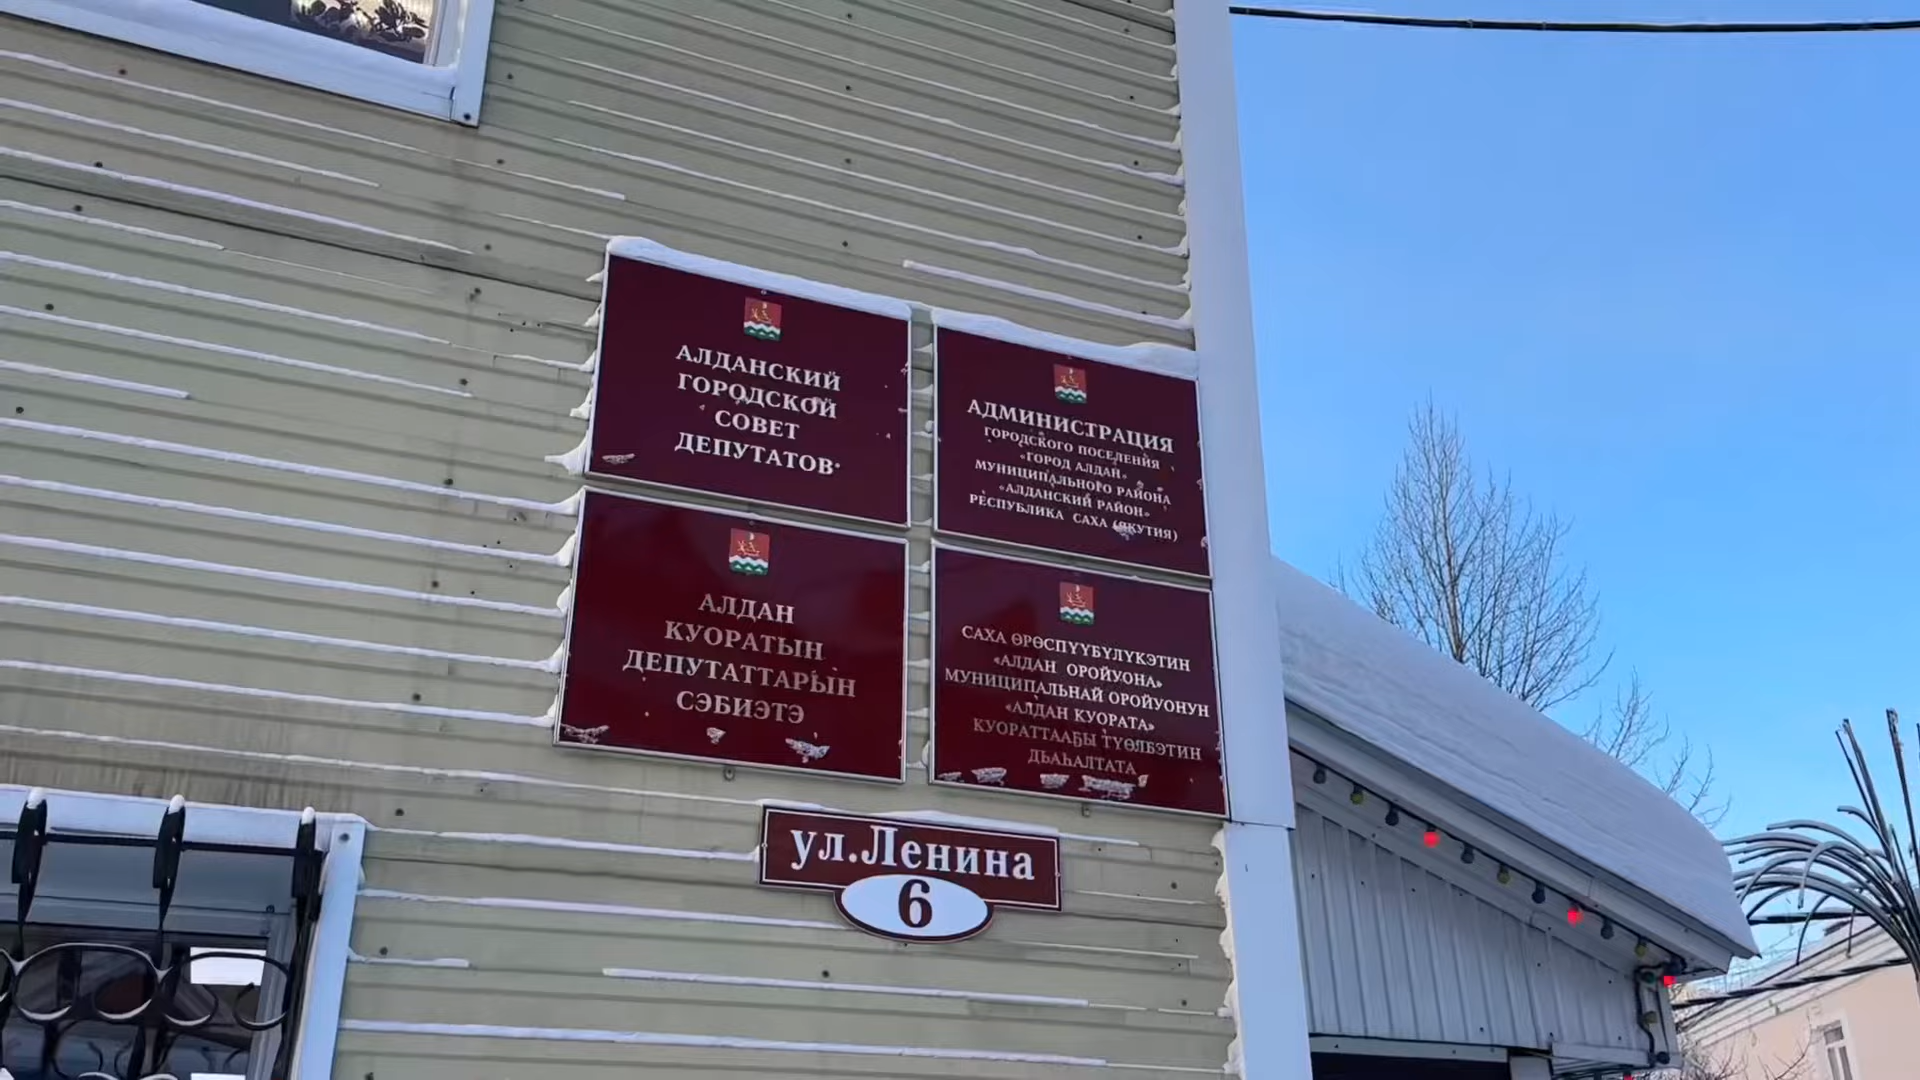 АЛДАНСКИЙ
ГОРОДСКОЙ
СОВЕТ
ДЕПУТАТОВ
АДМИНИСТРАЦИЯ
ГОРОДСКОГО ПОСЕЛЕНИЯ
«ГОРОД АЛДАН»
МУНИЦИПАЛЬНОГО РАЙОНА
«АЛДАНСКИЙ РАЙОН»
РЕСПУБЛИКА САХА (ЯКУТИЯ)
АЛДАН
КУОРАТЫН
ДЕПУТАТТАРЫН
СЭБИЭТЭ
САХА ӨРӨСПҮҮБҮЛҮКЭТИН
«АЛДАН ОРОЙУОНА»
МУНИЦИПАЛЬНАЙ ОРОЙУОНУН
«АЛДАН КУОРАТА»
КУОРАТТААҔЫ ТҮӨЛБЭТИН
ДЬАҺАЛТАТА
ул.Ленина
6